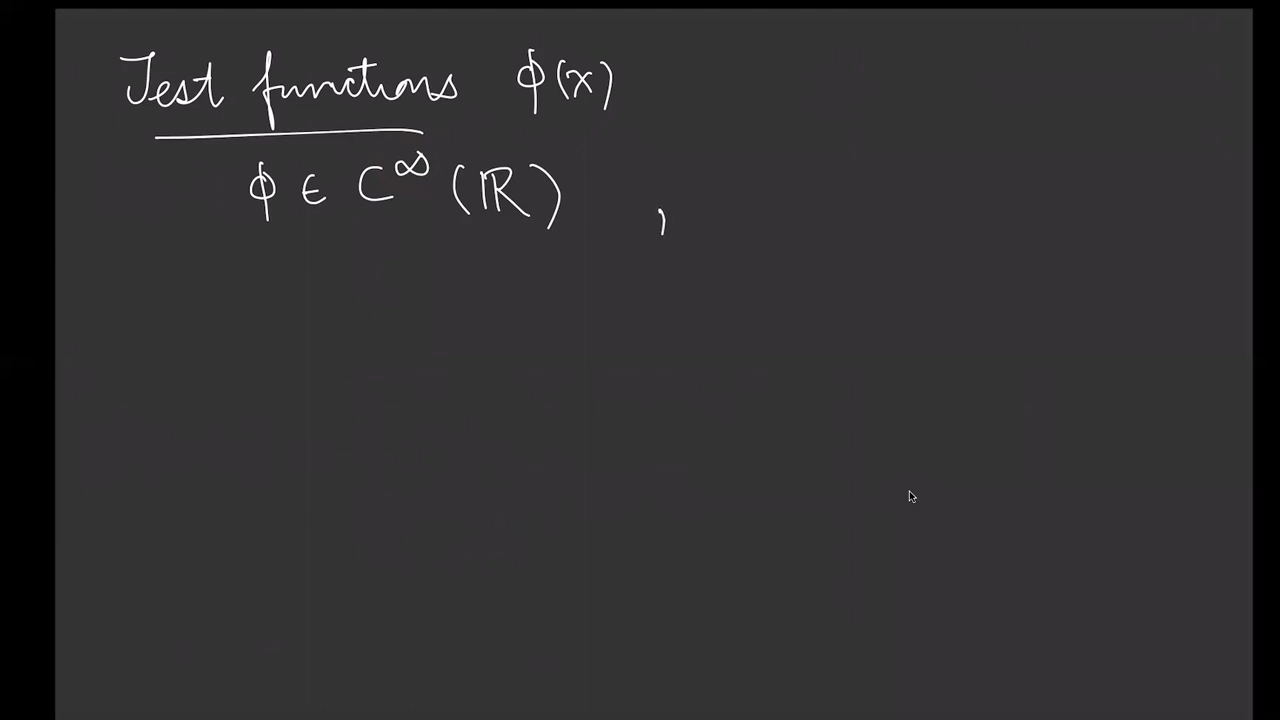 Test functions ϕ(x)
ϕ ∈ C^∞ (ℝ) ,